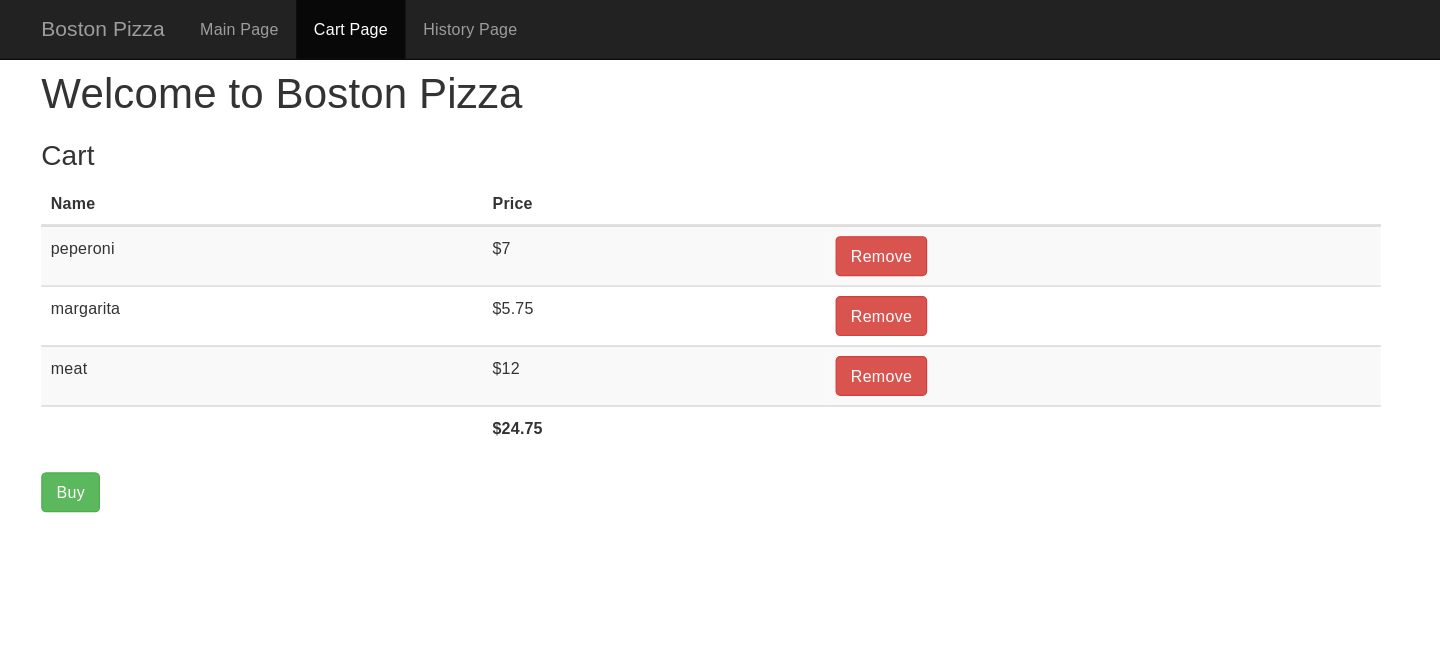 Boston Pizza Main Page Cart Page History Page
Welcome to Boston Pizza
Cart
Name Price
peperoni $7 Remove
margarita $5.75 Remove
meat $12 Remove
$24.75
Buy